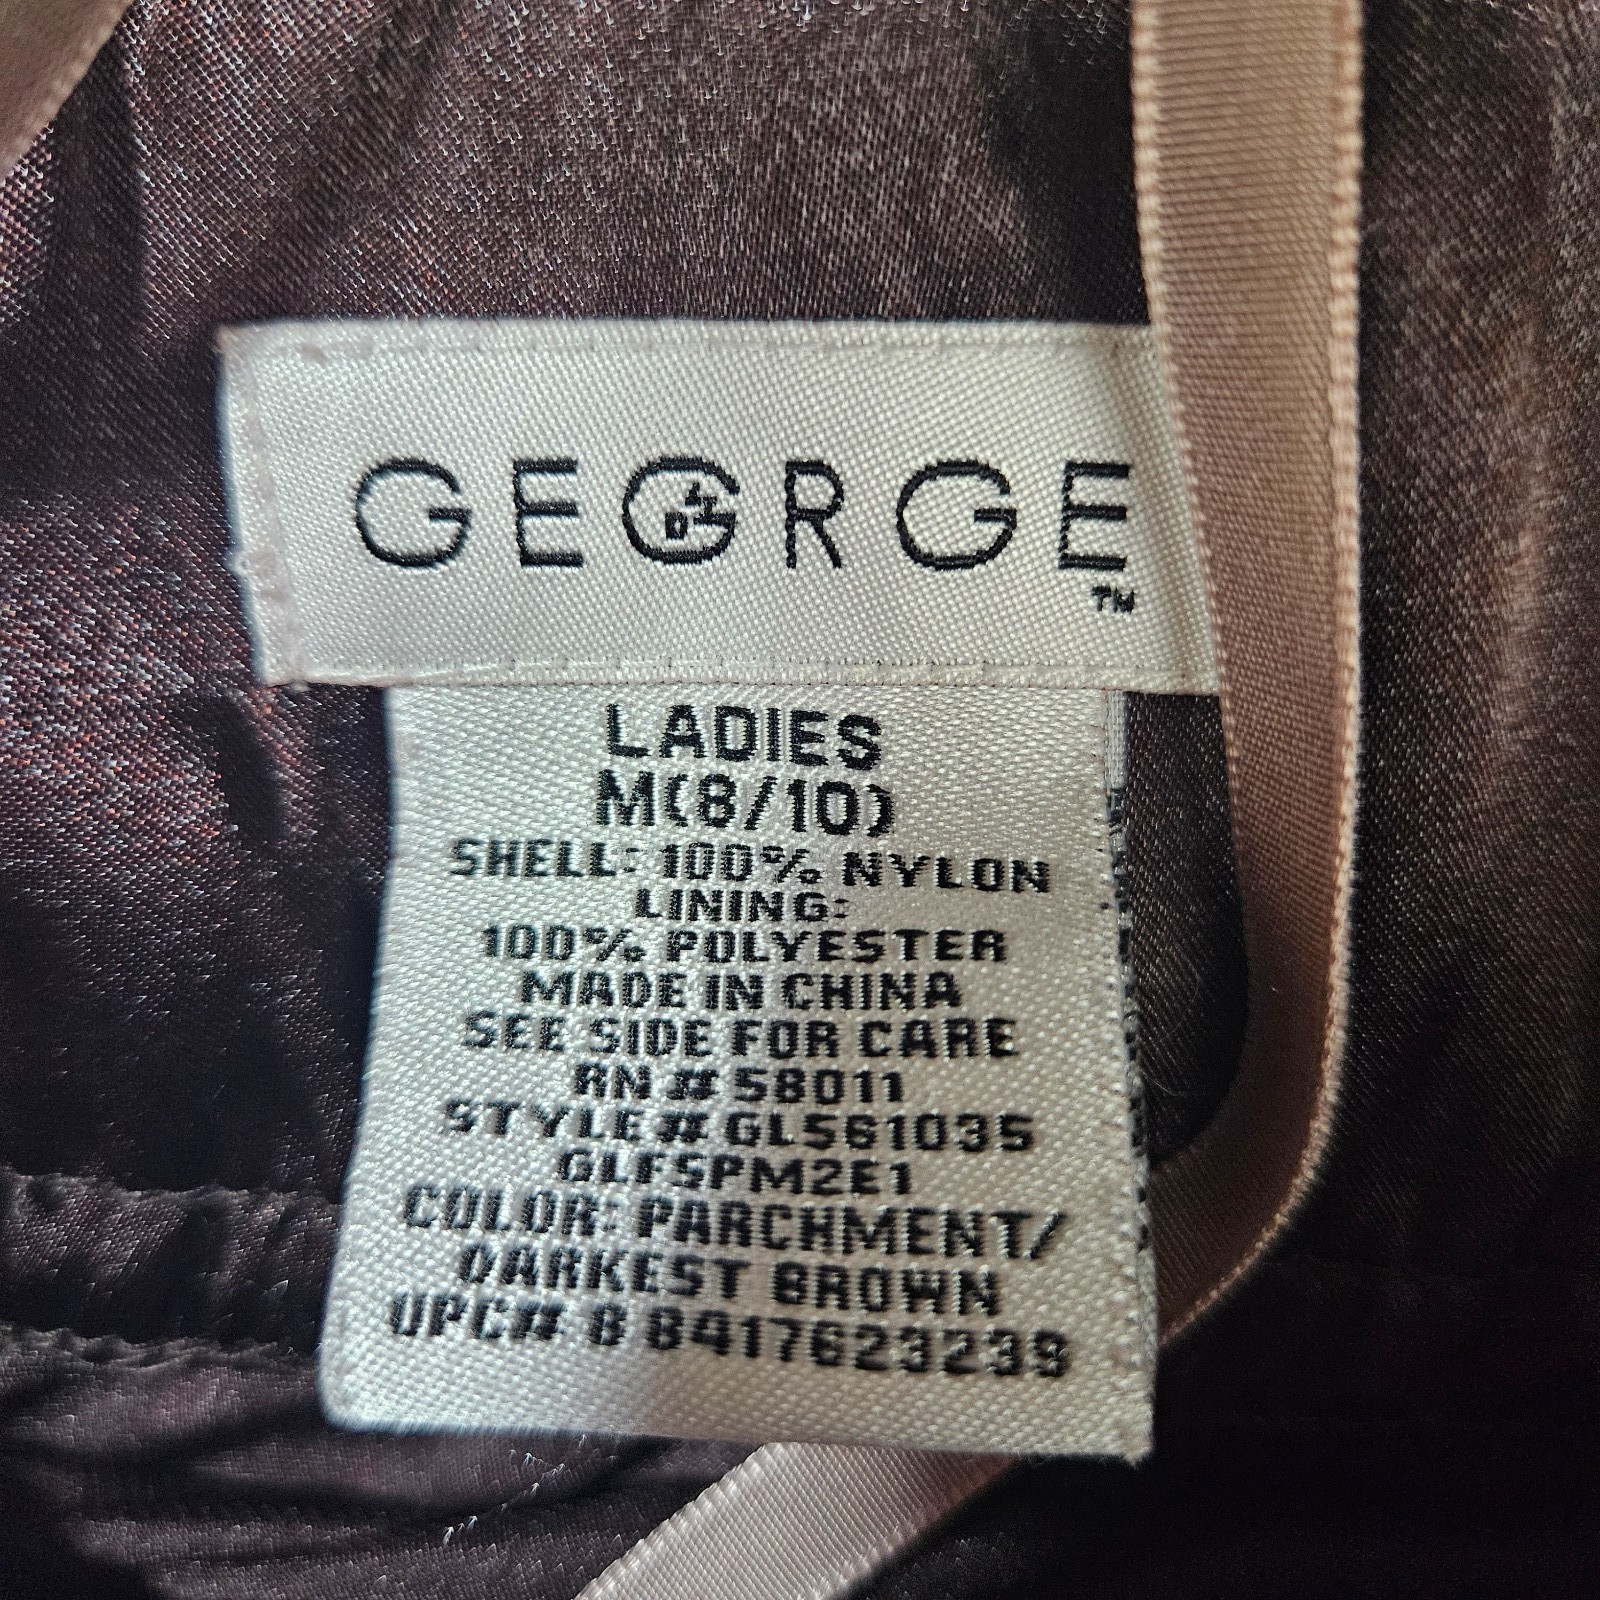 GEORGE
TM
LADIES
M(8/10)
SHELL: 100% NYLON
LINING:
100% POLYESTER
MADE IN CHINA
SEE SIDE FOR CARE
RN # 58011
STYLE # GL561035
GLFSPM2E1
COLOR: PARCHMENT/
DARKEST BROWN
UPC# 8 8417623239